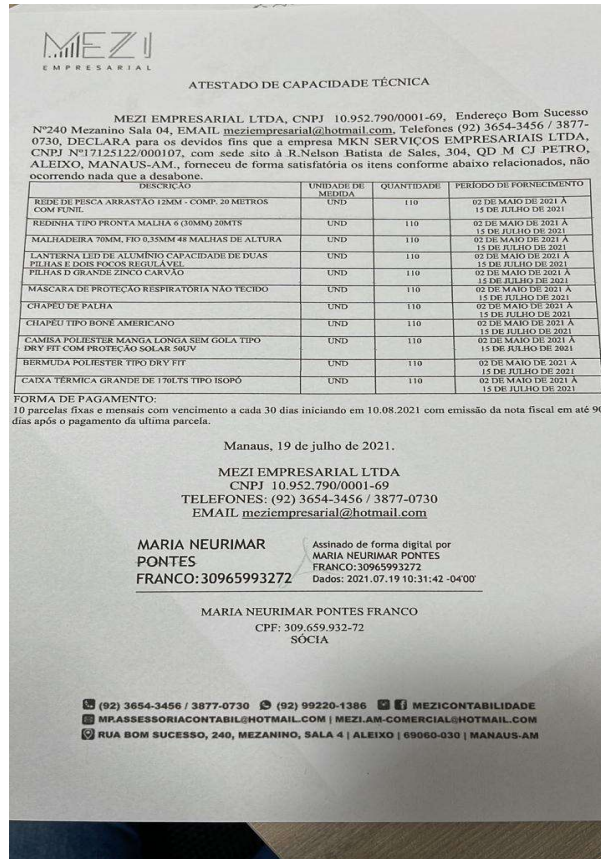 MEZI
EMPRESARIAL
ATESTADO DE CAPACIDADE TÉCNICA
MEZI EMPRESARIAL LTDA, CNPJ 10.952.790/0001-69, Endereço Bom Sucesso
Nº240 Mezanino Sala 04, EMAIL meziempresarial@hotmail.com, Telefones (92) 3654-3456 / 3877-
0730, DECLARA para os devidos fins que a empresa MKN SERVIÇOS EMPRESARIAIS LTDA,
CNPJ Nº17125122/000107, com sede sito à R.Nelson Batista de Sales, 304, QD M CJ PETRO,
ALEIXO, MANAUS-AM., forneceu de forma satisfatória os itens conforme abaixo relacionados, não
ocorrendo nada que a desabone.
DESCRIÇÃO UNIDADE DE MEDIDA QUANTIDADE PERÍODO DE FORNECIMENTO
REDE DE PESCA ARRASTÃO 12MM - COMP. 20 METROS COM FUNIL UND 110 02 DE MAIO DE 2021 À 15 DE JULHO DE 2021
REDINHA TIPO PRONTA MALHA 6 (30MM) 20MTS UND 110 02 DE MAIO DE 2021 À 15 DE JULHO DE 2021
MALHADEIRA 70MM, FIO 0,35MM 48 MALHAS DE ALTURA UND 110 02 DE MAIO DE 2021 À 15 DE JULHO DE 2021
LANTERNA LED DE ALUMÍNIO CAPACIDADE DE DUAS PILHAS E DOIS FOCOS REGULÁVEL UND 110 02 DE MAIO DE 2021 À 15 DE JULHO DE 2021
PILHAS D GRANDE ZINCO CARVÃO UND 110 02 DE MAIO DE 2021 À 15 DE JULHO DE 2021
MASCARA DE PROTEÇÃO RESPIRATÓRIA NÃO TECIDO UND 110 02 DE MAIO DE 2021 À 15 DE JULHO DE 2021
CHAPÉU DE PALHA UND 110 02 DE MAIO DE 2021 À 15 DE JULHO DE 2021
CHAPÉU TIPO BONÉ AMERICANO UND 110 02 DE MAIO DE 2021 À 15 DE JULHO DE 2021
CAMISA POLIESTER MANGA LONGA SEM GOLA TIPO DRY FIT COM PROTEÇÃO SOLAR 50UV UND 110 02 DE MAIO DE 2021 À 15 DE JULHO DE 2021
BERMUDA POLIESTER TIPO DRY FIT UND 110 02 DE MAIO DE 2021 À 15 DE JULHO DE 2021
CAIXA TÉRMICA GRANDE DE 170LTS TIPO ISOPÓ UND 110 02 DE MAIO DE 2021 À 15 DE JULHO DE 2021
FORMA DE PAGAMENTO:
10 parcelas fixas e mensais com vencimento a cada 30 dias iniciando em 10.08.2021 com emissão da nota fiscal em até 90
dias após o pagamento da ultima parcela.
Manaus, 19 de julho de 2021.
MEZI EMPRESARIAL LTDA
CNPJ 10.952.790/0001-69
TELEFONES: (92) 3654-3456 / 3877-0730
EMAIL meziempresarial@hotmail.com
MARIA NEURIMAR
PONTES
FRANCO:30965993272
Assinado de forma digital por
MARIA NEURIMAR PONTES
FRANCO:30965993272
Dados: 2021.07.19 10:31:42 -04'00'
MARIA NEURIMAR PONTES FRANCO
CPF: 309.659.932-72
SÓCIA
(92) 3654-3456 / 3877-0730 (92) 99220-1386 MEZICONTABILIDADE
MP.ASSESSORIACONTABIL@HOTMAIL.COM | MEZI.AM-COMERCIAL@HOTMAIL.COM
RUA BOM SUCESSO, 240, MEZANINO, SALA 4 | ALEIXO | 69060-030 | MANAUS-AM